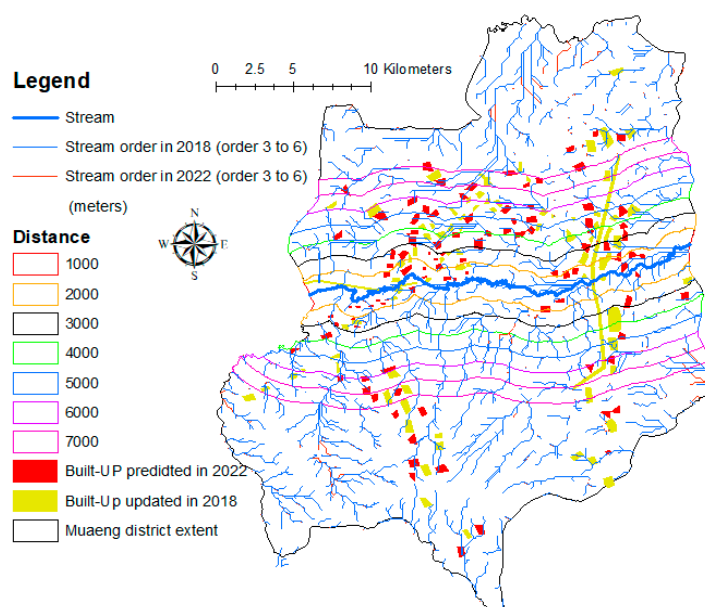 Legend
0 2.5 5 10 Kilometers
Stream
Stream order in 2018 (order 3 to 6)
Stream order in 2022 (order 3 to 6)
(meters)
N
W E
S
Distance
1000
2000
3000
4000
5000
6000
7000
Built-UP predidted in 2022
Built-Up updated in 2018
Muaeng district extent